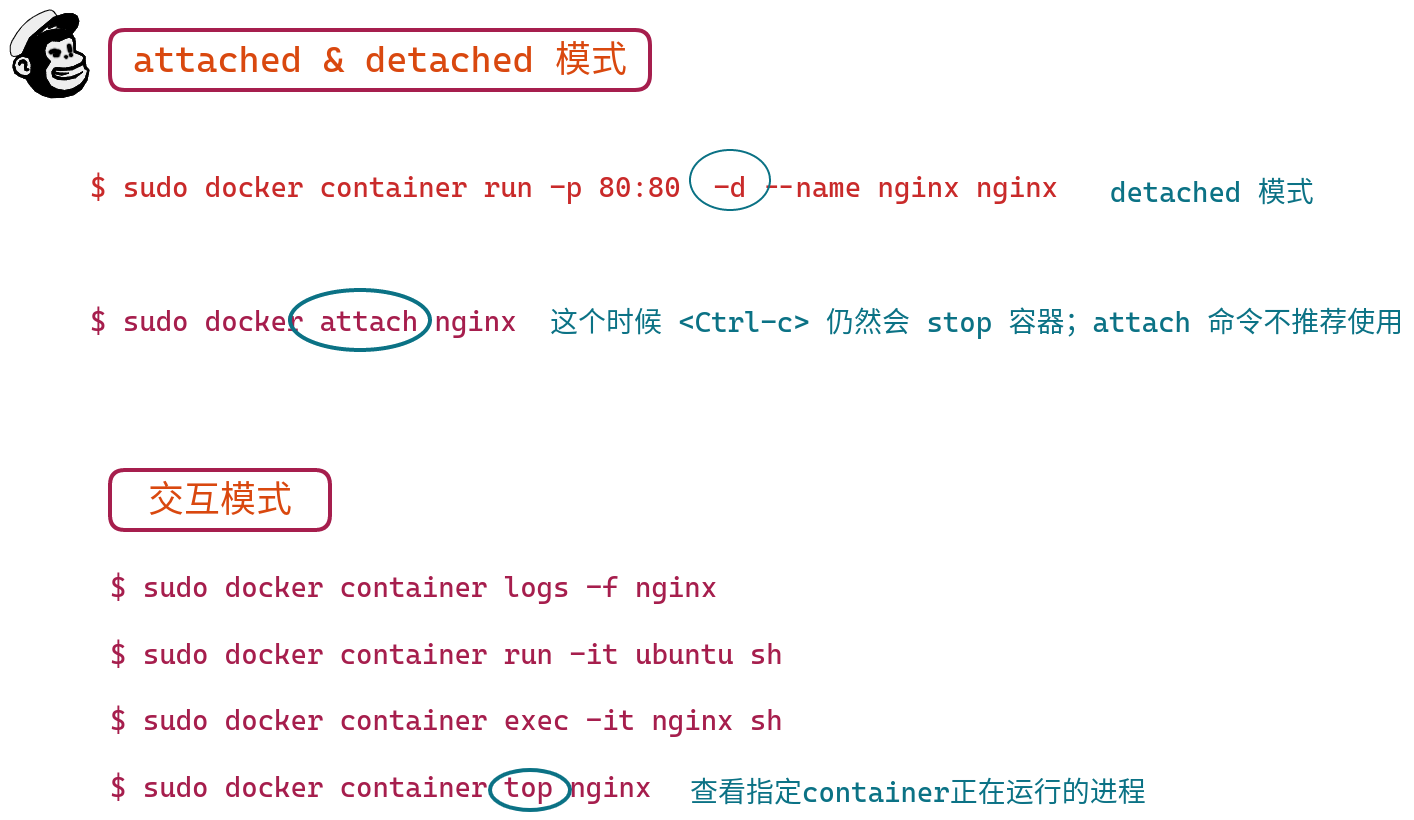 attached & detached 模式
$ sudo docker container run -p 80:80  -d --name nginx nginx  detached 模式
$ sudo docker attach nginx  这个时候 <Ctrl-c> 仍然会 stop 容器；attach 命令不推荐使用
交互模式
$ sudo docker container logs -f nginx
$ sudo docker container run -it ubuntu sh
$ sudo docker container exec -it nginx sh
$ sudo docker container top nginx  查看指定container正在运行的进程